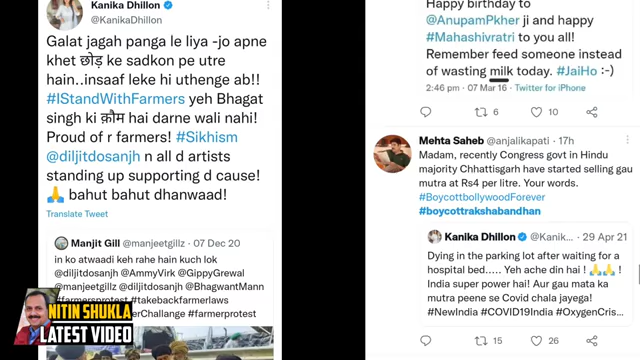 Kanika Dhillon
@KanikaDhillon
Galat jagah panga le liya -jo apne
khet छोड़ ke sadkon pe utre
hain..insaaf leke hi uthenge ab!!
#IStandWithFarmers yeh Bhagat
singh ki क़ौम hai darne wali nahi!
Proud of r farmers! #Sikhism
@diljitdosanjh n all d artists
standing up supporting d cause!
🙏 bahut bahut dhanwaad!
Translate Tweet
Manjit Gill @manjeetgillz · 07 Dec 20
in ko atwaadi keh rahe hain kuch lok
@diljitdosanjh @AmmyVirk @GippyGrewal
@manjeetgillz @diljitdosanjh @BhagwantMann
#farmersprotest #takebackfarmerlaws
erChallange #farmerprotest
NITIN SHUKLA
LATEST VIDEO
Happy birthday to
@AnupamPkher ji and happy
#Mahashivratri to you all!
Remember feed someone instead
of wasting milk today. #JaiHo :-)
2:46 pm · 07 Mar 16 · Twitter for iPhone
6
10
Mehta Saheb @anjalikapati · 17h
Madam, recently Congress govt in Hindu
majority Chhattisgarh have started selling gau
mutra at Rs4 per litre. Your words.
#BoycottbollywoodForever
#boycottrakshabandhan
Kanika Dhillon @Kanik... · 29 Apr 21
Dying in the parking lot after waiting for a
hospital bed..... Yeh ache din hai ! 🙏🙏 !
India super power hai! Aur gau mata ka
mutra peene se Covid chala jayega!
#NewIndia #COVID19India #OxygenCris...
15
26